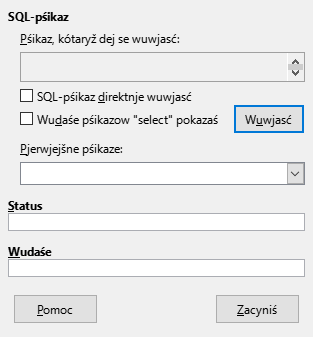 SQL-pśikaz
Pśikaz, kótaryž dej se wuwjasć:
SQL-pśikaz direktnje wuwjasć
Wudaśe pśikazow "select" pokazaś
Wuwjasć
Pjerwjejšne pśikaze:
Status
Wudaśe
Pomoc
Zacyniś